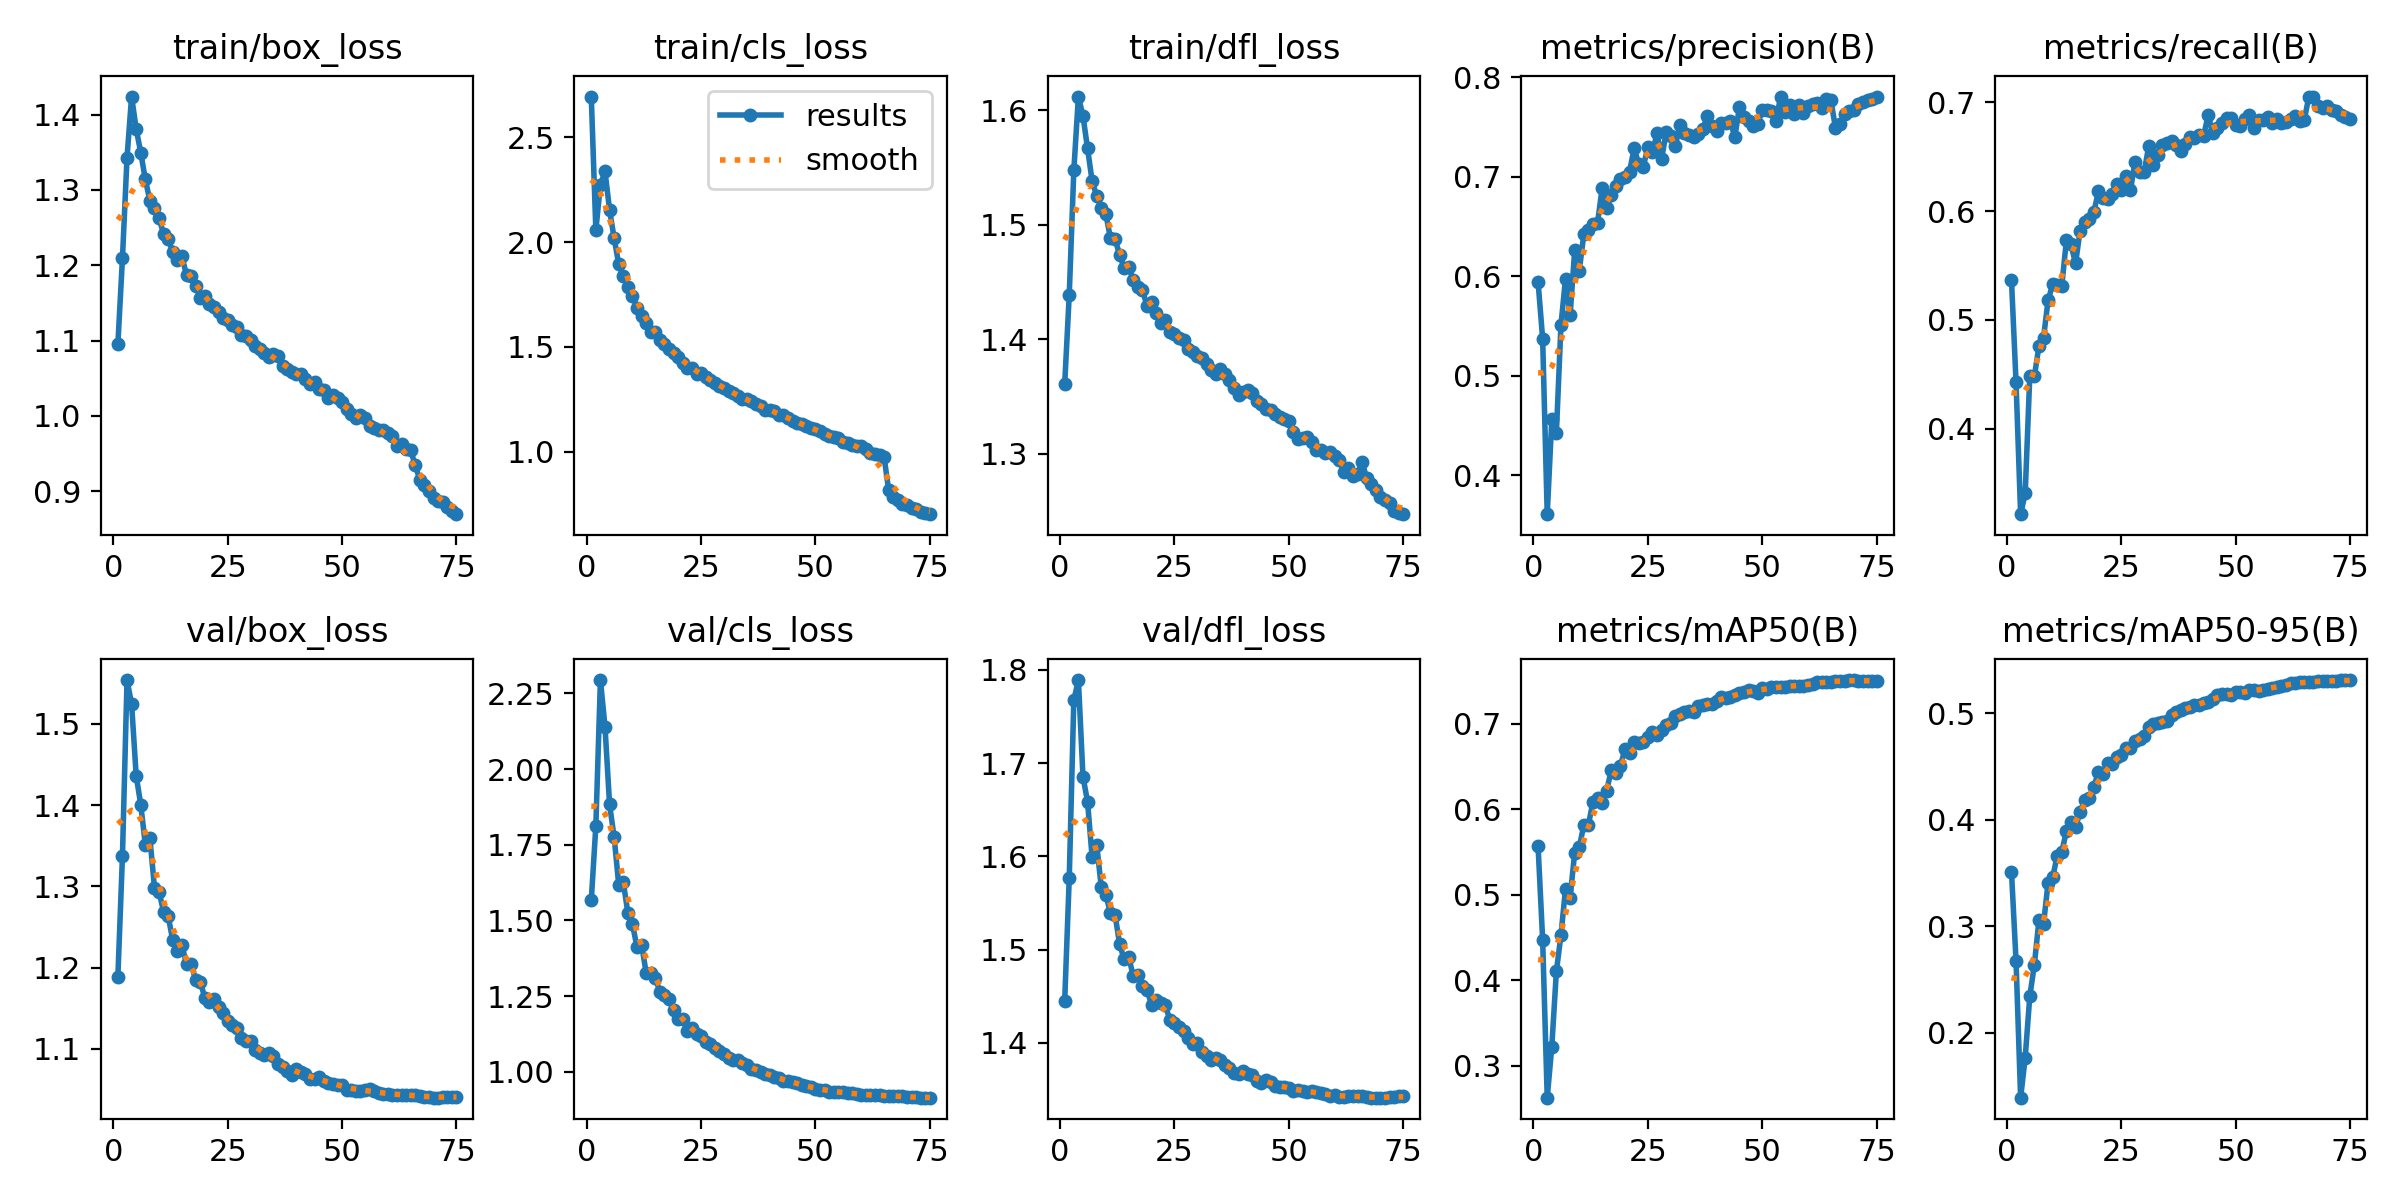 train/box_loss
train/cls_loss
train/dfl_loss
metrics/precision(B)
metrics/recall(B)
1.4
1.3
1.2
1.1
1.0
0.9
0 25 50 75
2.5
2.0
1.5
1.0
results
smooth
0 25 50 75
1.6
1.5
1.4
1.3
0 25 50 75
0.8
0.7
0.6
0.5
0.4
0 25 50 75
0.7
0.6
0.5
0.4
0 25 50 75
val/box_loss
val/cls_loss
val/dfl_loss
metrics/mAP50(B)
metrics/mAP50-95(B)
1.5
1.4
1.3
1.2
1.1
0 25 50 75
2.25
2.00
1.75
1.50
1.25
1.00
0 25 50 75
1.8
1.7
1.6
1.5
1.4
0 25 50 75
0.7
0.6
0.5
0.4
0.3
0 25 50 75
0.5
0.4
0.3
0.2
0 25 50 75